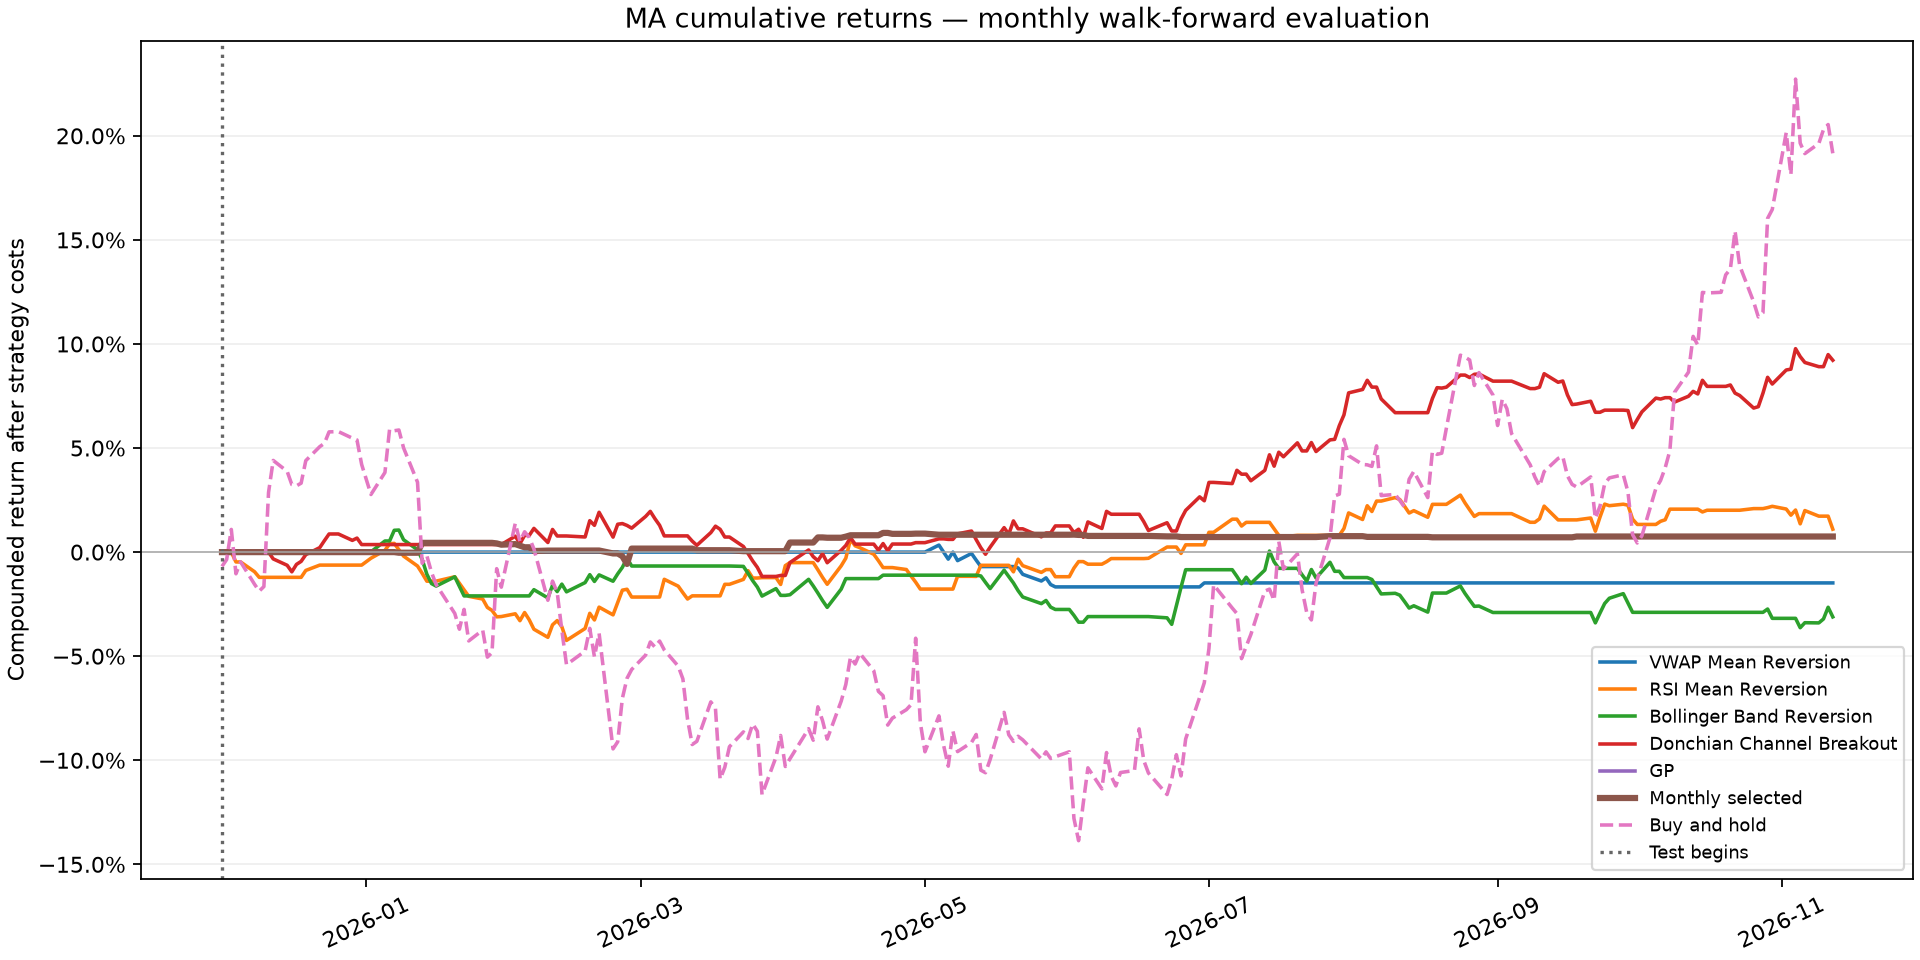 MA cumulative returns — monthly walk-forward evaluation
Compounded return after strategy costs
20.0%
15.0%
10.0%
5.0%
0.0%
−5.0%
−10.0%
−15.0%
2026-01
2026-03
2026-05
2026-07
2026-09
2026-11
VWAP Mean Reversion
RSI Mean Reversion
Bollinger Band Reversion
Donchian Channel Breakout
GP
Monthly selected
Buy and hold
Test begins